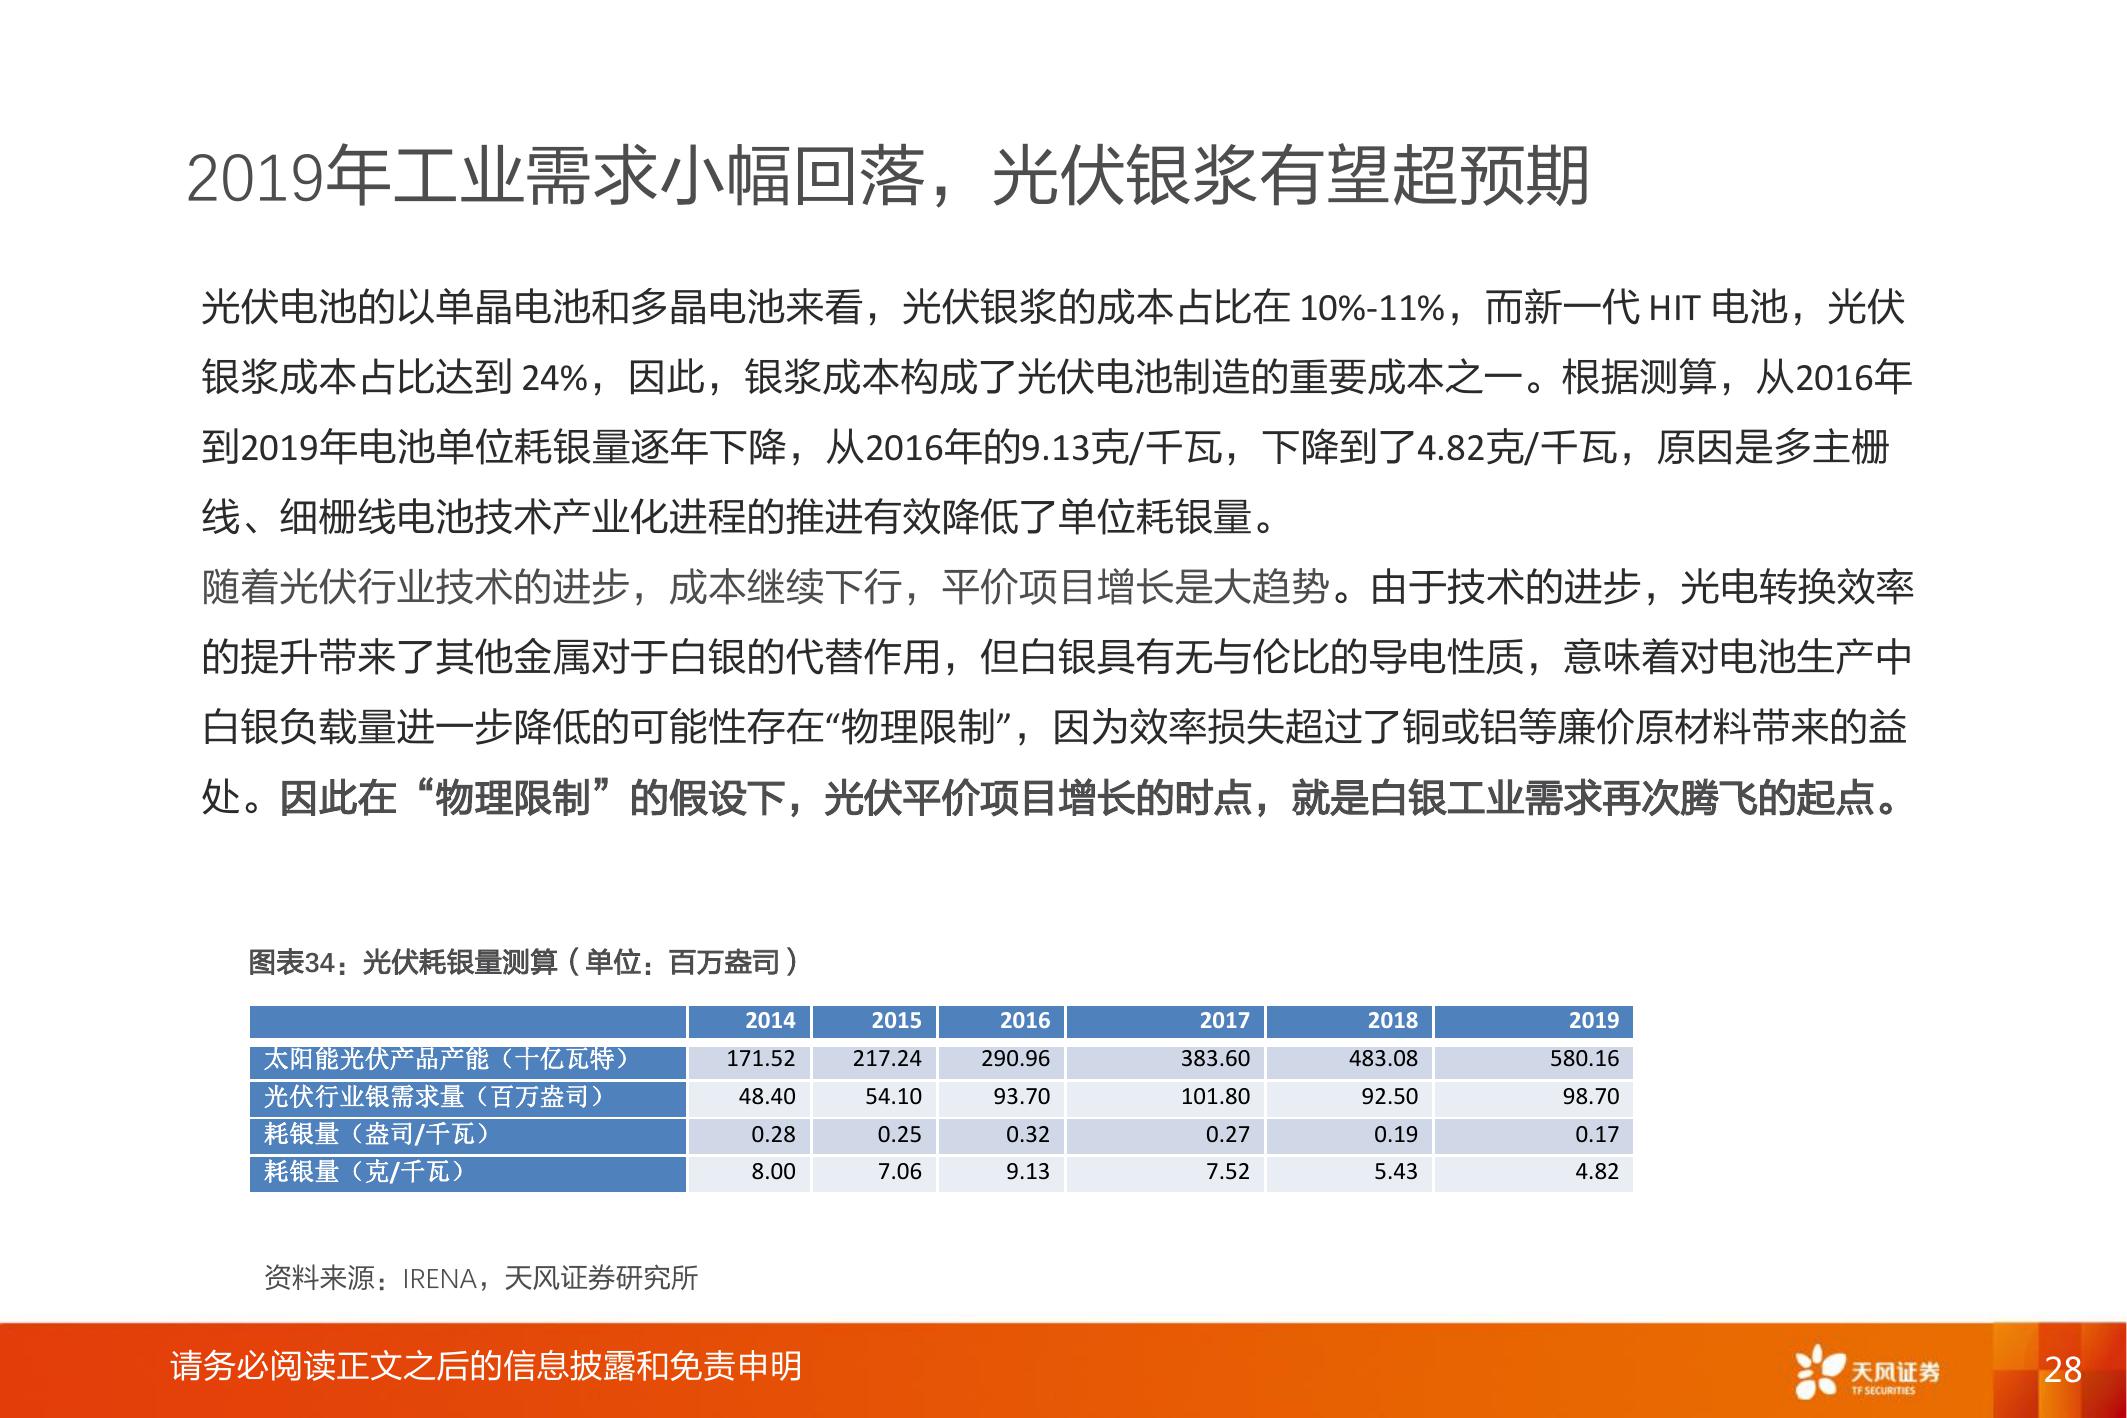 2019年工业需求小幅回落，光伏银浆有望超预期
光伏电池的以单晶电池和多晶电池来看，光伏银浆的成本占比在 10%-11%，而新一代 HIT 电池，光伏
银浆成本占比达到 24%，因此，银浆成本构成了光伏电池制造的重要成本之一。根据测算，从2016年
到2019年电池单位耗银量逐年下降，从2016年的9.13克/千瓦，下降到了4.82克/千瓦，原因是多主栅
线、细栅线电池技术产业化进程的推进有效降低了单位耗银量。
随着光伏行业技术的进步，成本继续下行，平价项目增长是大趋势。由于技术的进步，光电转换效率
的提升带来了其他金属对于白银的代替作用，但白银具有无与伦比的导电性质，意味着对电池生产中
白银负载量进一步降低的可能性存在“物理限制”，因为效率损失超过了铜或铝等廉价原材料带来的益
处。因此在“物理限制”的假设下，光伏平价项目增长的时点，就是白银工业需求再次腾飞的起点。
图表34：光伏耗银量测算（单位：百万盎司）
2014 2015 2016 2017 2018 2019
太阳能光伏产品产能（十亿瓦特） 171.52 217.24 290.96 383.60 483.08 580.16
光伏行业银需求量（百万盎司） 48.40 54.10 93.70 101.80 92.50 98.70
耗银量（盎司/千瓦） 0.28 0.25 0.32 0.27 0.19 0.17
耗银量（克/千瓦） 8.00 7.06 9.13 7.52 5.43 4.82
资料来源：IRENA，天风证券研究所
请务必阅读正文之后的信息披露和免责申明
天风证券
TF SECURITIES
28